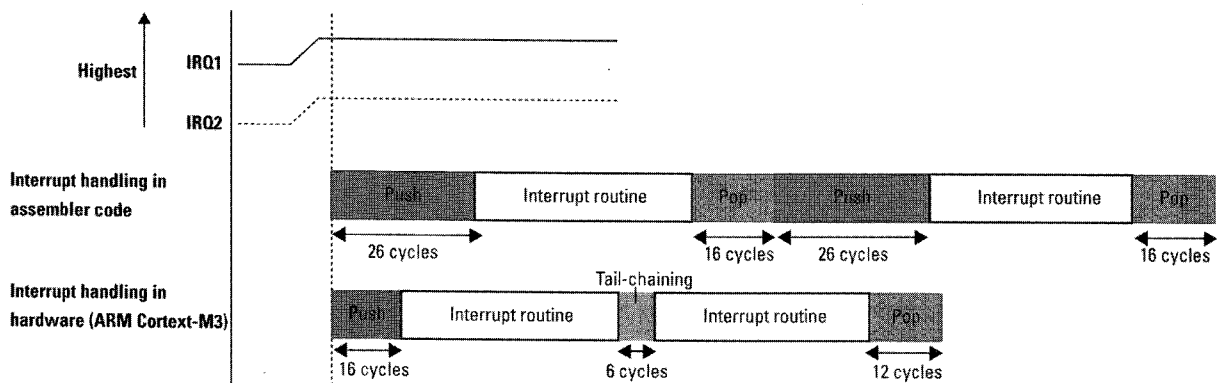 Highest
IRQ1
IRQ2
Interrupt handling in
assembler code
Push
Interrupt routine
Pop
Push
Interrupt routine
Pop
26 cycles
16 cycles
26 cycles
16 cycles
Tail-chaining
Interrupt handling in
hardware (ARM Cortext-M3)
Push
Interrupt routine
Interrupt routine
Pop
16 cycles
6 cycles
12 cycles